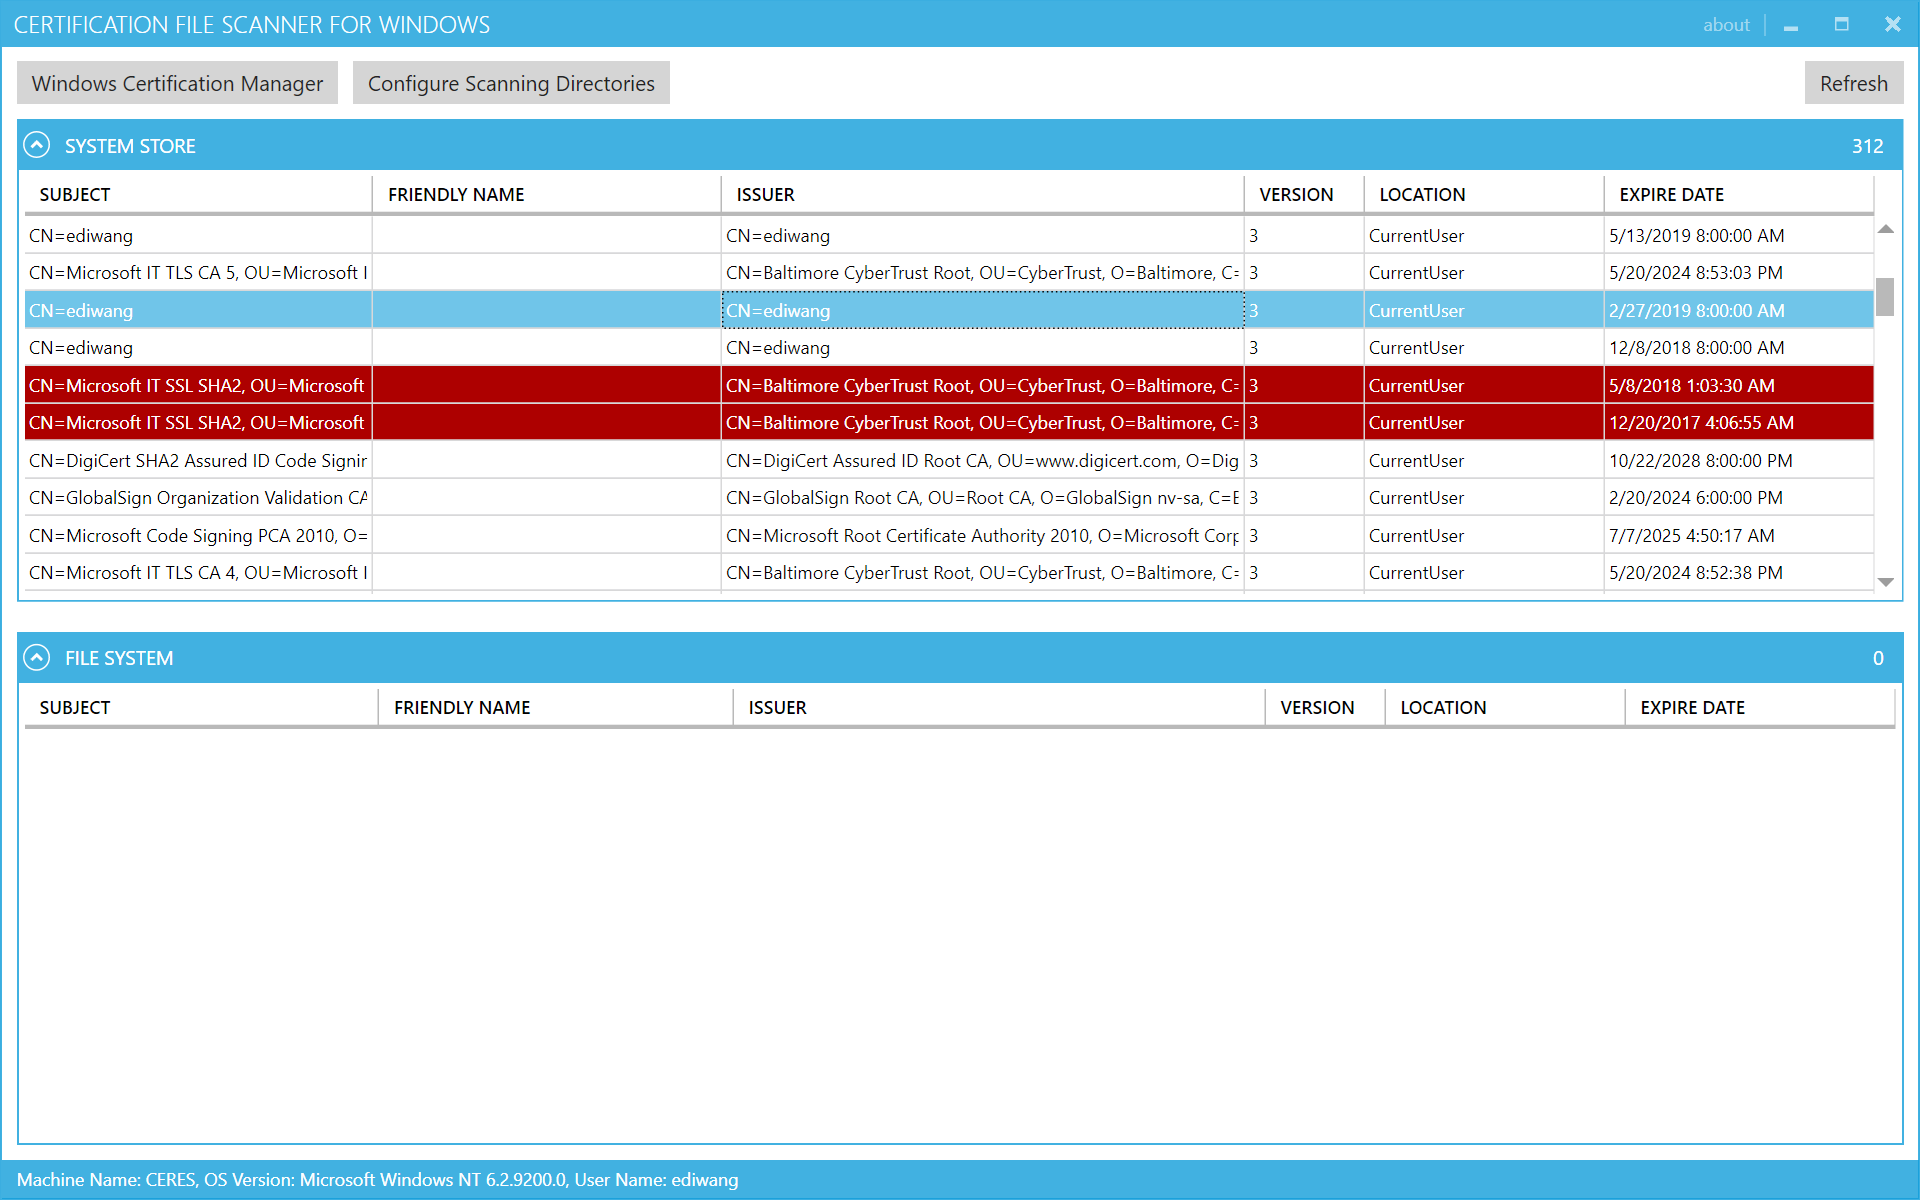 CERTIFICATION FILE SCANNER FOR WINDOWS about
Windows Certification Manager Configure Scanning Directories Refresh
SYSTEM STORE 312
SUBJECT FRIENDLY NAME ISSUER VERSION LOCATION EXPIRE DATE
CN=ediwang CN=ediwang 3 CurrentUser 5/13/2019 8:00:00 AM
CN=Microsoft IT TLS CA 5, OU=Microsoft I CN=Baltimore CyberTrust Root, OU=CyberTrust, O=Baltimore, C= 3 CurrentUser 5/20/2024 8:53:03 PM
CN=ediwang CN=ediwang 3 CurrentUser 2/27/2019 8:00:00 AM
CN=ediwang CN=ediwang 3 CurrentUser 12/8/2018 8:00:00 AM
CN=Microsoft IT SSL SHA2, OU=Microsoft CN=Baltimore CyberTrust Root, OU=CyberTrust, O=Baltimore, C= 3 CurrentUser 5/8/2018 1:03:30 AM
CN=Microsoft IT SSL SHA2, OU=Microsoft CN=Baltimore CyberTrust Root, OU=CyberTrust, O=Baltimore, C= 3 CurrentUser 12/20/2017 4:06:55 AM
CN=DigiCert SHA2 Assured ID Code Signin CN=DigiCert Assured ID Root CA, OU=www.digicert.com, O=Dig 3 CurrentUser 10/22/2028 8:00:00 PM
CN=GlobalSign Organization Validation CA CN=GlobalSign Root CA, OU=Root CA, O=GlobalSign nv-sa, C=B 3 CurrentUser 2/20/2024 6:00:00 PM
CN=Microsoft Code Signing PCA 2010, O= CN=Microsoft Root Certificate Authority 2010, O=Microsoft Corp 3 CurrentUser 7/7/2025 4:50:17 AM
CN=Microsoft IT TLS CA 4, OU=Microsoft I CN=Baltimore CyberTrust Root, OU=CyberTrust, O=Baltimore, C= 3 CurrentUser 5/20/2024 8:52:38 PM
FILE SYSTEM 0
SUBJECT FRIENDLY NAME ISSUER VERSION LOCATION EXPIRE DATE
Machine Name: CERES, OS Version: Microsoft Windows NT 6.2.9200.0, User Name: ediwang